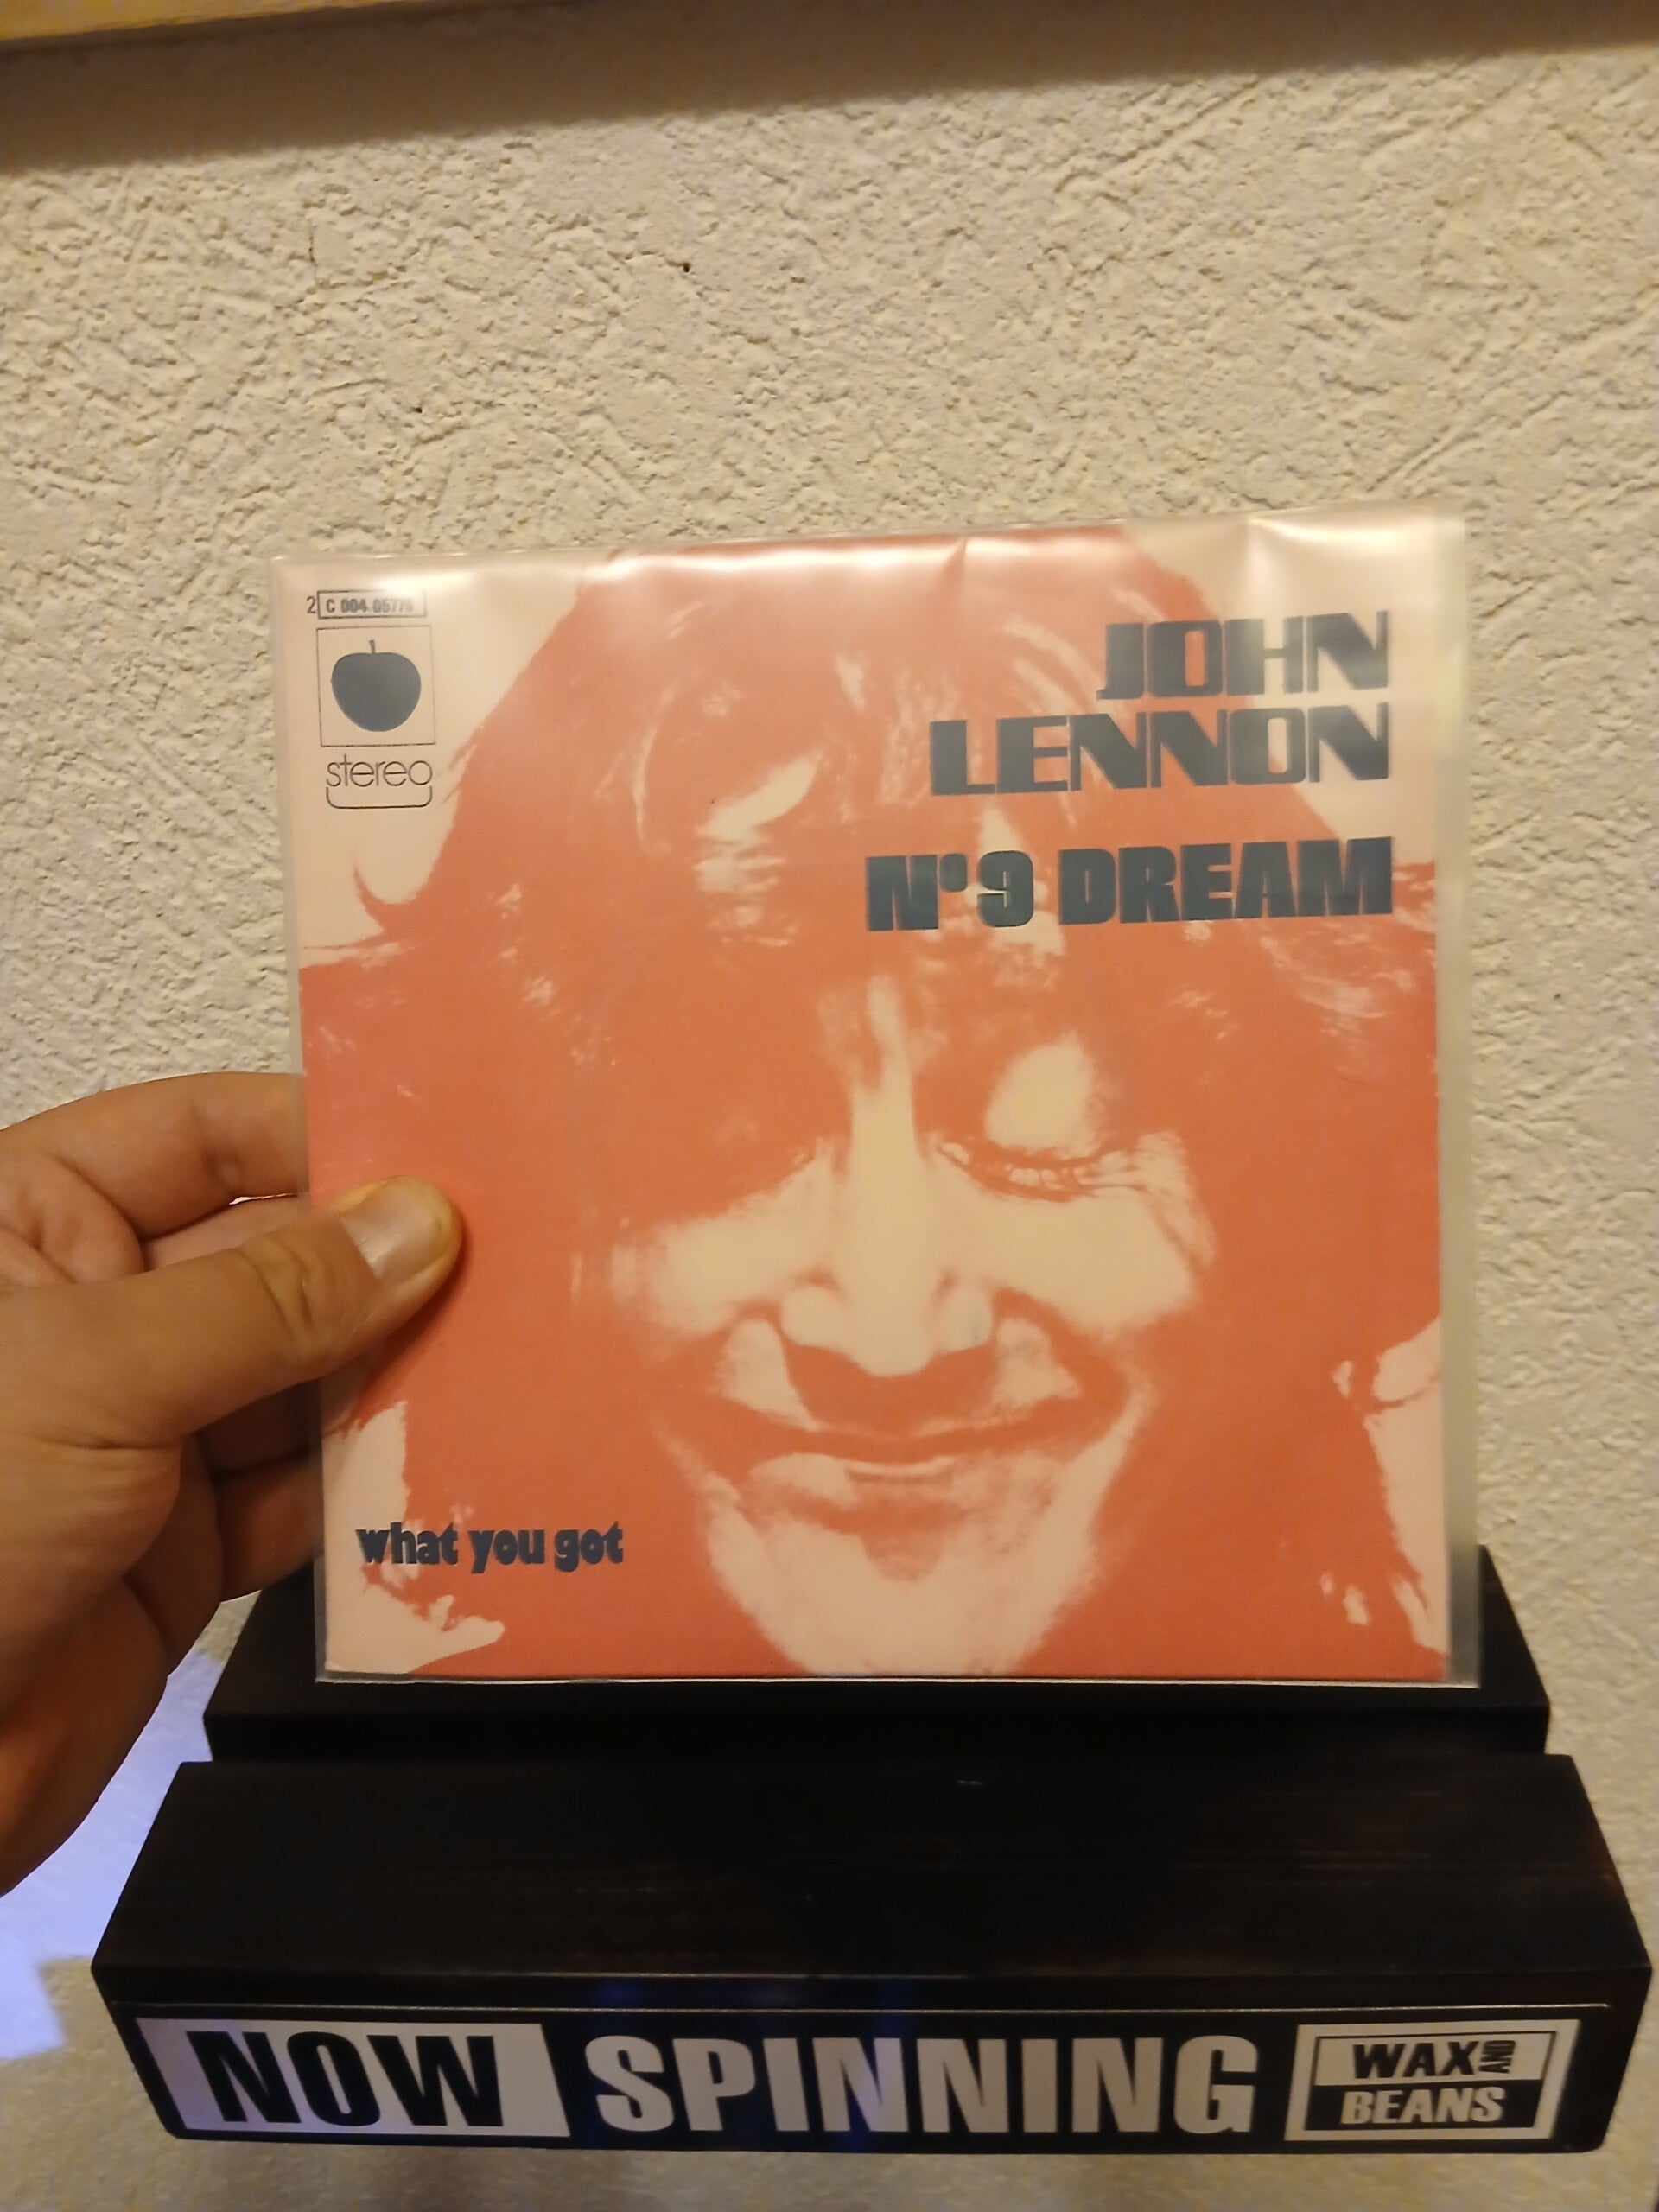 2 C 004-05778
stereo
JOHN
LENNON
N°9 DREAM
what you got
NOW SPINNING
WAX AND
BEANS